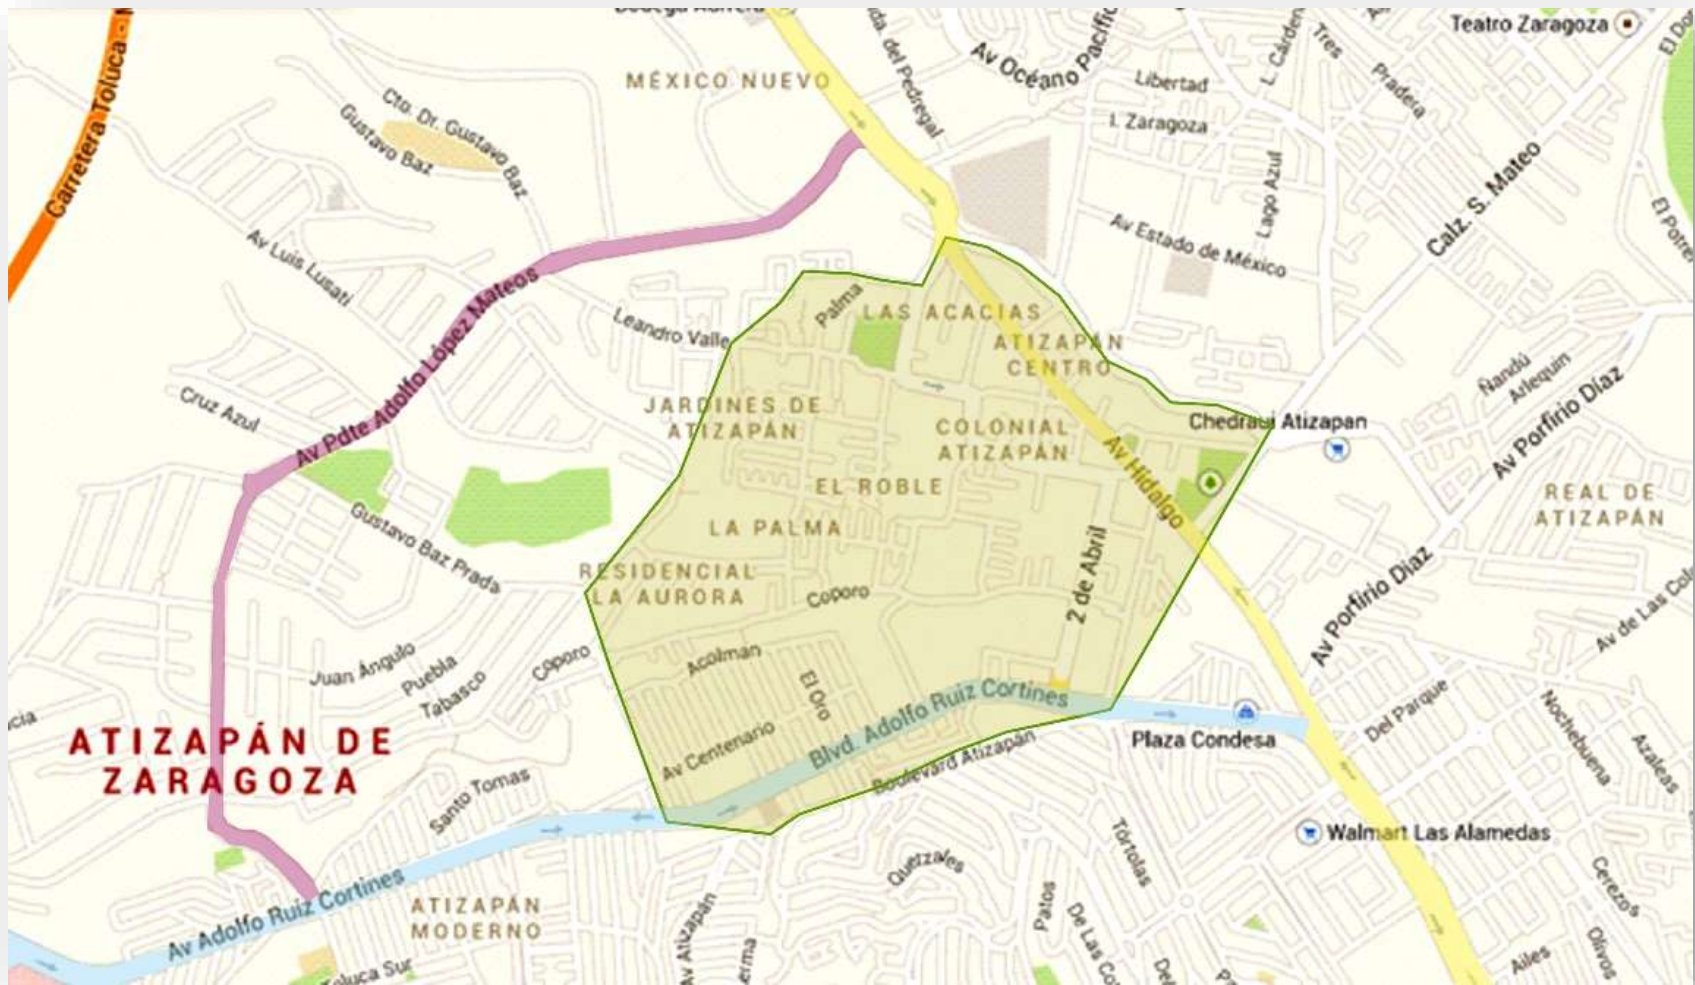 Teatro Zaragoza
Av Océano Pacífico
Tres
Pradera
Libertad
MÉXICO NUEVO
Carretera Toluca -
Cto. Dr. Gustavo Baz
Gustavo Baz
del Pedregal
I. Zaragoza
Lago Azul
Calz. S. Mateo
Av Estado de México
Av Luis Lusati
Av Pdte Adolfo López Mateos
Leandro Valle
Palma
LAS ACACIAS
ATIZAPÁN
CENTRO
Ñandú
Arlequin
Av Porfirio Díaz
Cruz Azul
JARDINES DE
ATIZAPÁN
COLONIAL
ATIZAPÁN
Chedraui Atizapan
Av Hidalgo
EL ROBLE
LA PALMA
REAL DE
ATIZAPÁN
Gustavo Baz Prada
RESIDENCIAL
LA AURORA
Coporo
2 de Abril
Av Porfirio Díaz
Juan Ángulo
Puebla
Tabasco
Coporo
Acolman
El Oro
Av Centenario
Blvd. Adolfo Ruiz Cortines
Boulevard Atizapán
Plaza Condesa
Del Parque
Nochebuena
Azaleas
ATIZAPÁN DE
ZARAGOZA
Santo Tomas
Walmart Las Alamedas
Tórtolas
Quetzales
Patos
Cerezos
Olivos
Ailes
Av Adolfo Ruiz Cortines
ATIZAPÁN
MODERNO
Av Atizapán
Toluca Sur